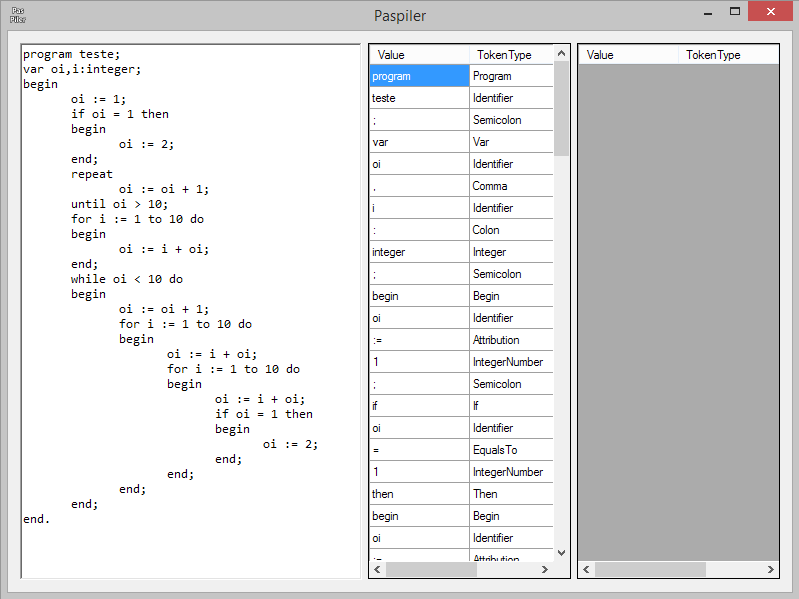 Pas
Piler
Paspiler
program teste;
var oi,i:integer;
begin
oi := 1;
if oi = 1 then
begin
oi := 2;
end;
repeat
oi := oi + 1;
until oi > 10;
for i := 1 to 10 do
begin
oi := i + oi;
end;
while oi < 10 do
begin
oi := oi + 1;
for i := 1 to 10 do
begin
oi := i + oi;
for i := 1 to 10 do
begin
oi := i + oi;
if oi = 1 then
begin
oi := 2;
end;
end;
end;
end;
end.
Value TokenType
program Program
teste Identifier
; Semicolon
var Var
oi Identifier
, Comma
i Identifier
: Colon
integer Integer
; Semicolon
begin Begin
oi Identifier
:= Attribution
1 IntegerNumber
; Semicolon
if If
oi Identifier
= EqualsTo
1 IntegerNumber
then Then
begin Begin
oi Identifier
:= Attribution
Value TokenType